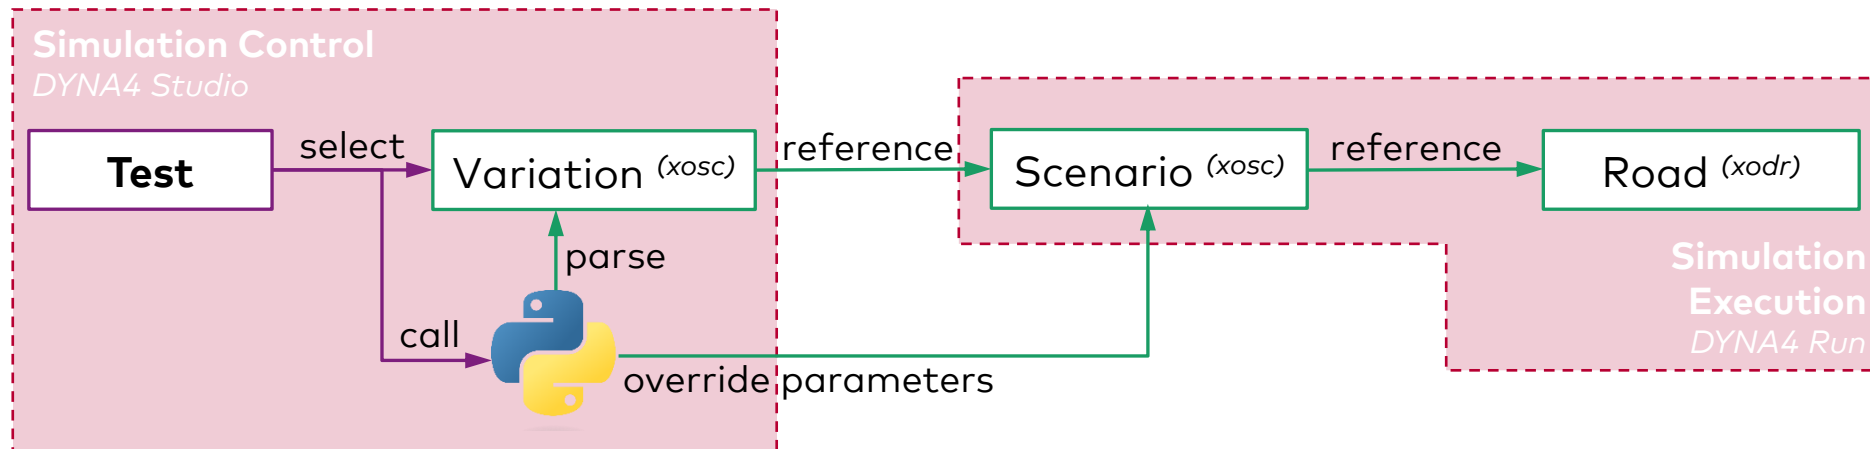 Simulation Control
DYNA4 Studio
Test
select
Variation (xosc)
reference
Scenario (xosc)
reference
Road (xodr)
parse
call
override parameters
Simulation
Execution
DYNA4 Run